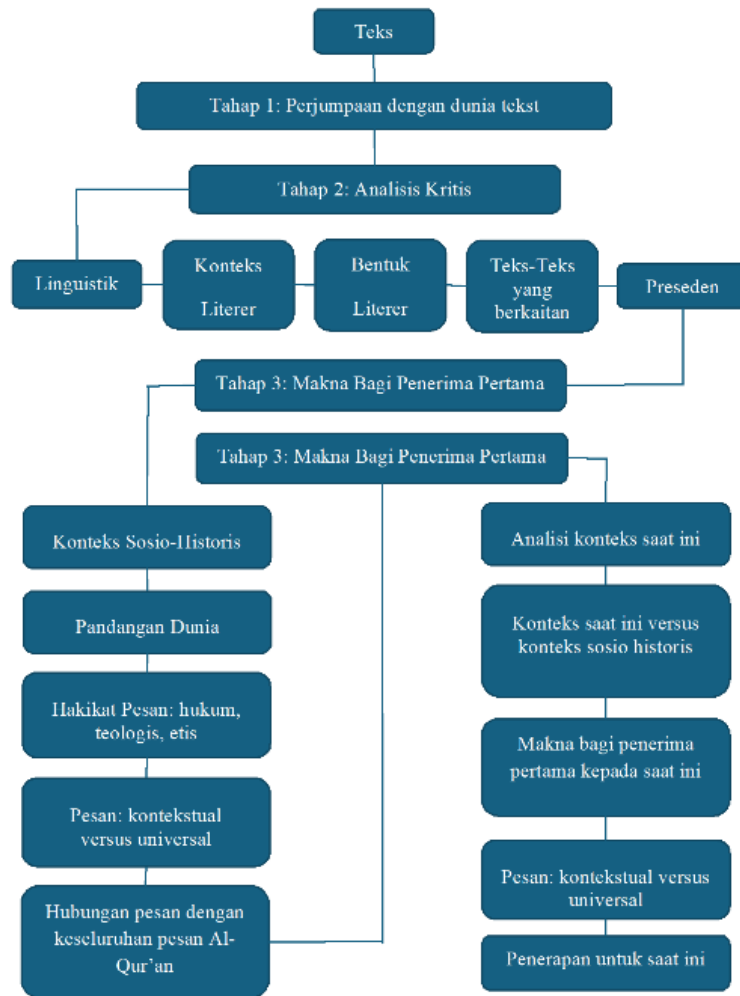 Teks
Tahap 1: Perjumpaan dengan dunia tekst
Tahap 2: Analisis Kritis
Linguistik
Konteks
Literer
Bentuk
Literer
Teks-Teks
yang
berkaitan
Preseden
Tahap 3: Makna Bagi Penerima Pertama
Tahap 3: Makna Bagi Penerima Pertama
Konteks Sosio-Historis
Pandangan Dunia
Hakikat Pesan: hukum,
teologis, etis
Pesan: kontekstual
versus universal
Hubungan pesan dengan
keseluruhan pesan Al-
Qur’an
Analisi konteks saat ini
Konteks saat ini versus
konteks sosio historis
Makna bagi penerima
pertama kepada saat ini
Pesan: kontekstual versus
universal
Penerapan untuk saat ini